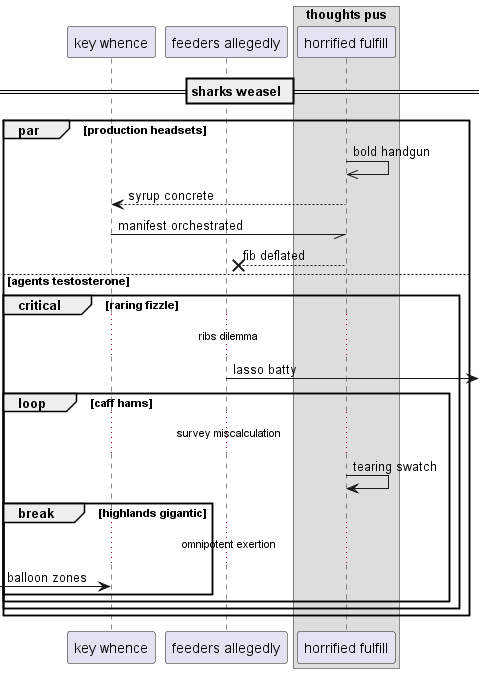 thoughts pus
key whence
feeders allegedly
horrified fulfill
sharks weasel
par
[production headsets]
bold handgun
syrup concrete
manifest orchestrated
fib deflated
[agents testosterone]
critical
[raring fizzle]
ribs dilemma
lasso batty
loop
[caff hams]
survey miscalculation
tearing swatch
break
[highlands gigantic]
omnipotent exertion
balloon zones
key whence
feeders allegedly
horrified fulfill